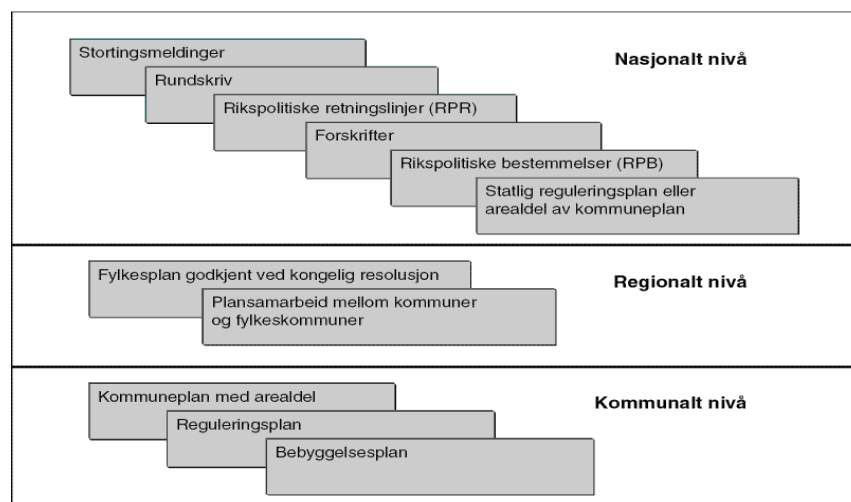 Stortingsmeldinger
Nasjonalt nivå
Rundskriv
Rikspolitiske retningslinjer (RPR)
Forskrifter
Rikspolitiske bestemmelser (RPB)
Statlig reguleringsplan eller
arealdel av kommuneplan
Fylkesplan godkjent ved kongelig resolusjon
Regionalt nivå
Plansamarbeid mellom kommuner
og fylkeskommuner
Kommuneplan med arealdel
Kommunalt nivå
Reguleringsplan
Bebyggelsesplan